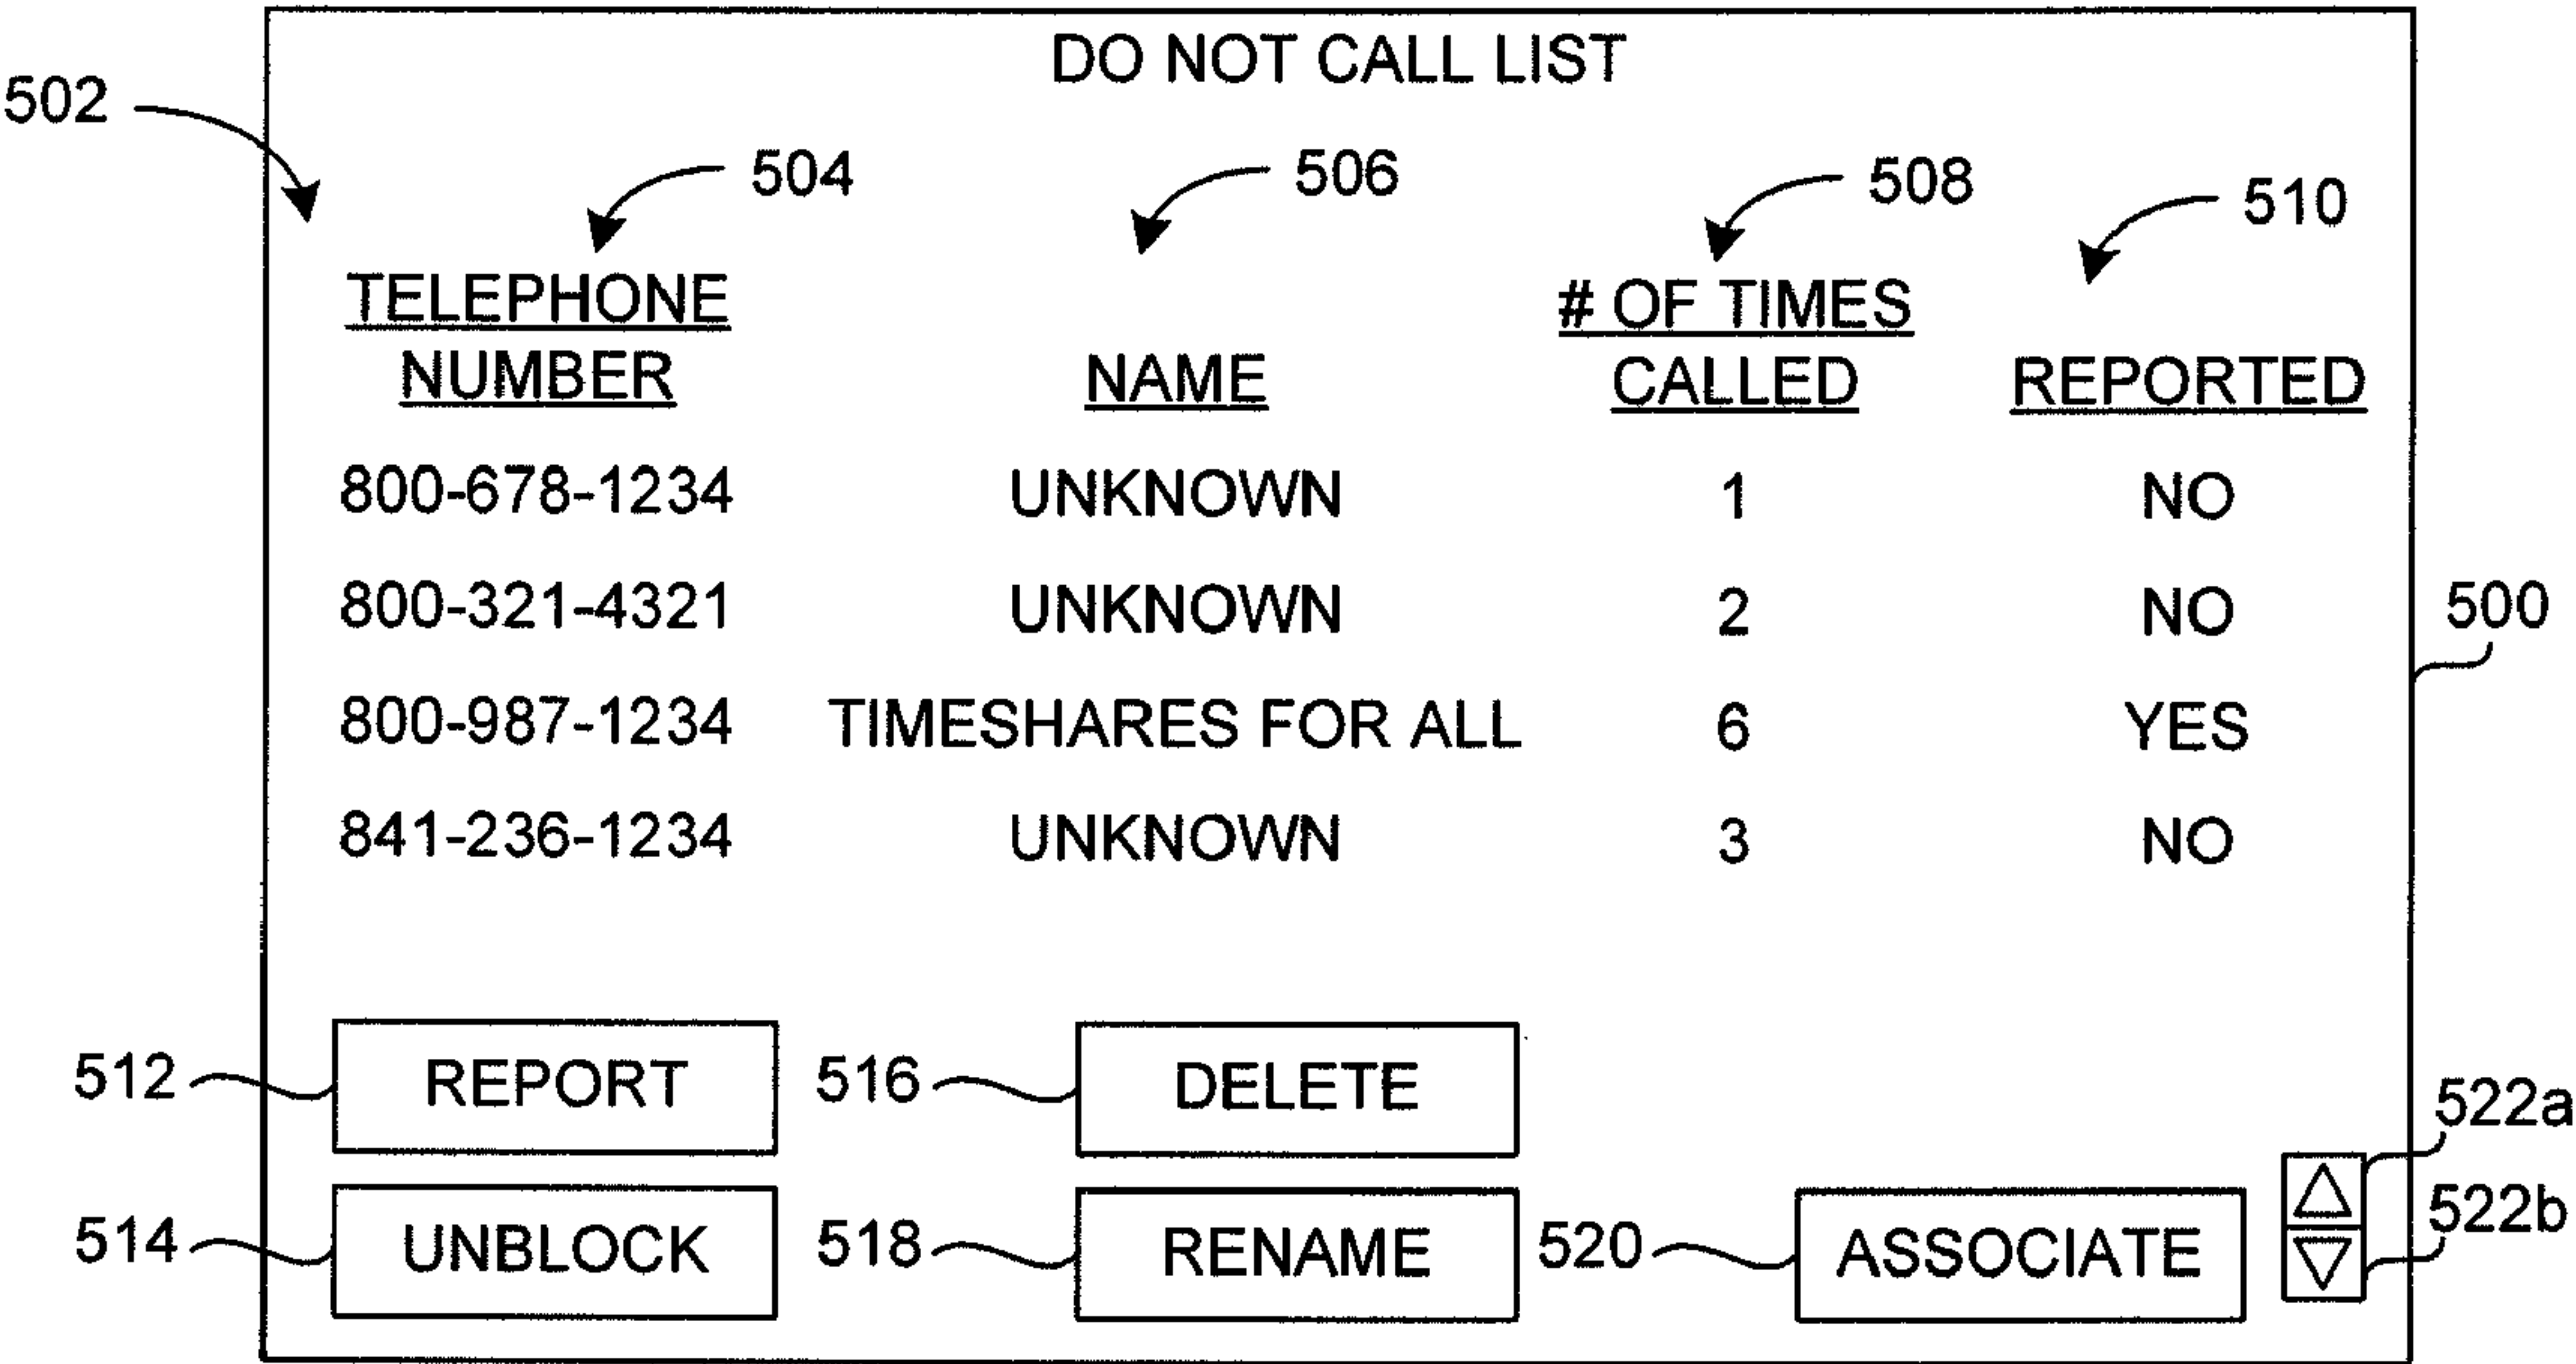 DO NOT CALL LIST
502
504
506
508
510
TELEPHONE NUMBER
NAME
# OF TIMES CALLED
REPORTED
800-678-1234 UNKNOWN 1 NO
800-321-4321 UNKNOWN 2 NO
500
800-987-1234 TIMESHARES FOR ALL 6 YES
841-236-1234 UNKNOWN 3 NO
512 REPORT 516 DELETE
522a
514 UNBLOCK 518 RENAME 520 ASSOCIATE
522b